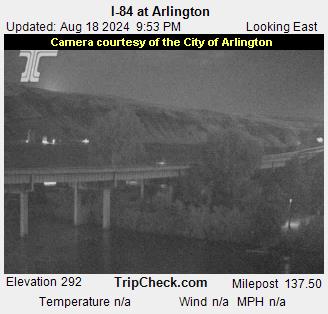 I-84 at Arlington
Updated: Aug 18 2024 9:53 PM Looking East
Camera courtesy of the City of Arlington
Elevation 292 TripCheck.com Milepost 137.50
Temperature n/a Wind n/a MPH n/a